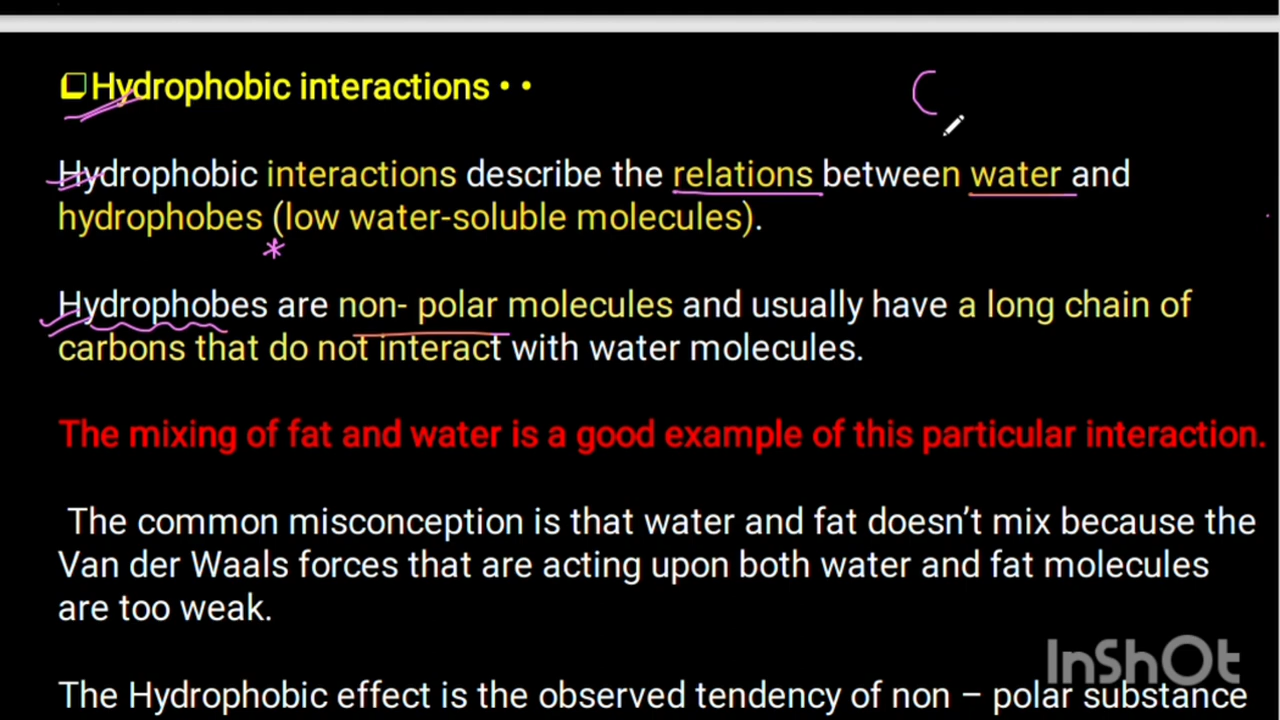 ❑Hydrophobic interactions • •
Hydrophobic interactions describe the relations between water and
hydrophobes (low water-soluble molecules).
*
Hydrophobes are non- polar molecules and usually have a long chain of
carbons that do not interact with water molecules.
The mixing of fat and water is a good example of this particular interaction.
The common misconception is that water and fat doesn’t mix because the
Van der Waals forces that are acting upon both water and fat molecules
are too weak.
InShOt
The Hydrophobic effect is the observed tendency of non – polar substance